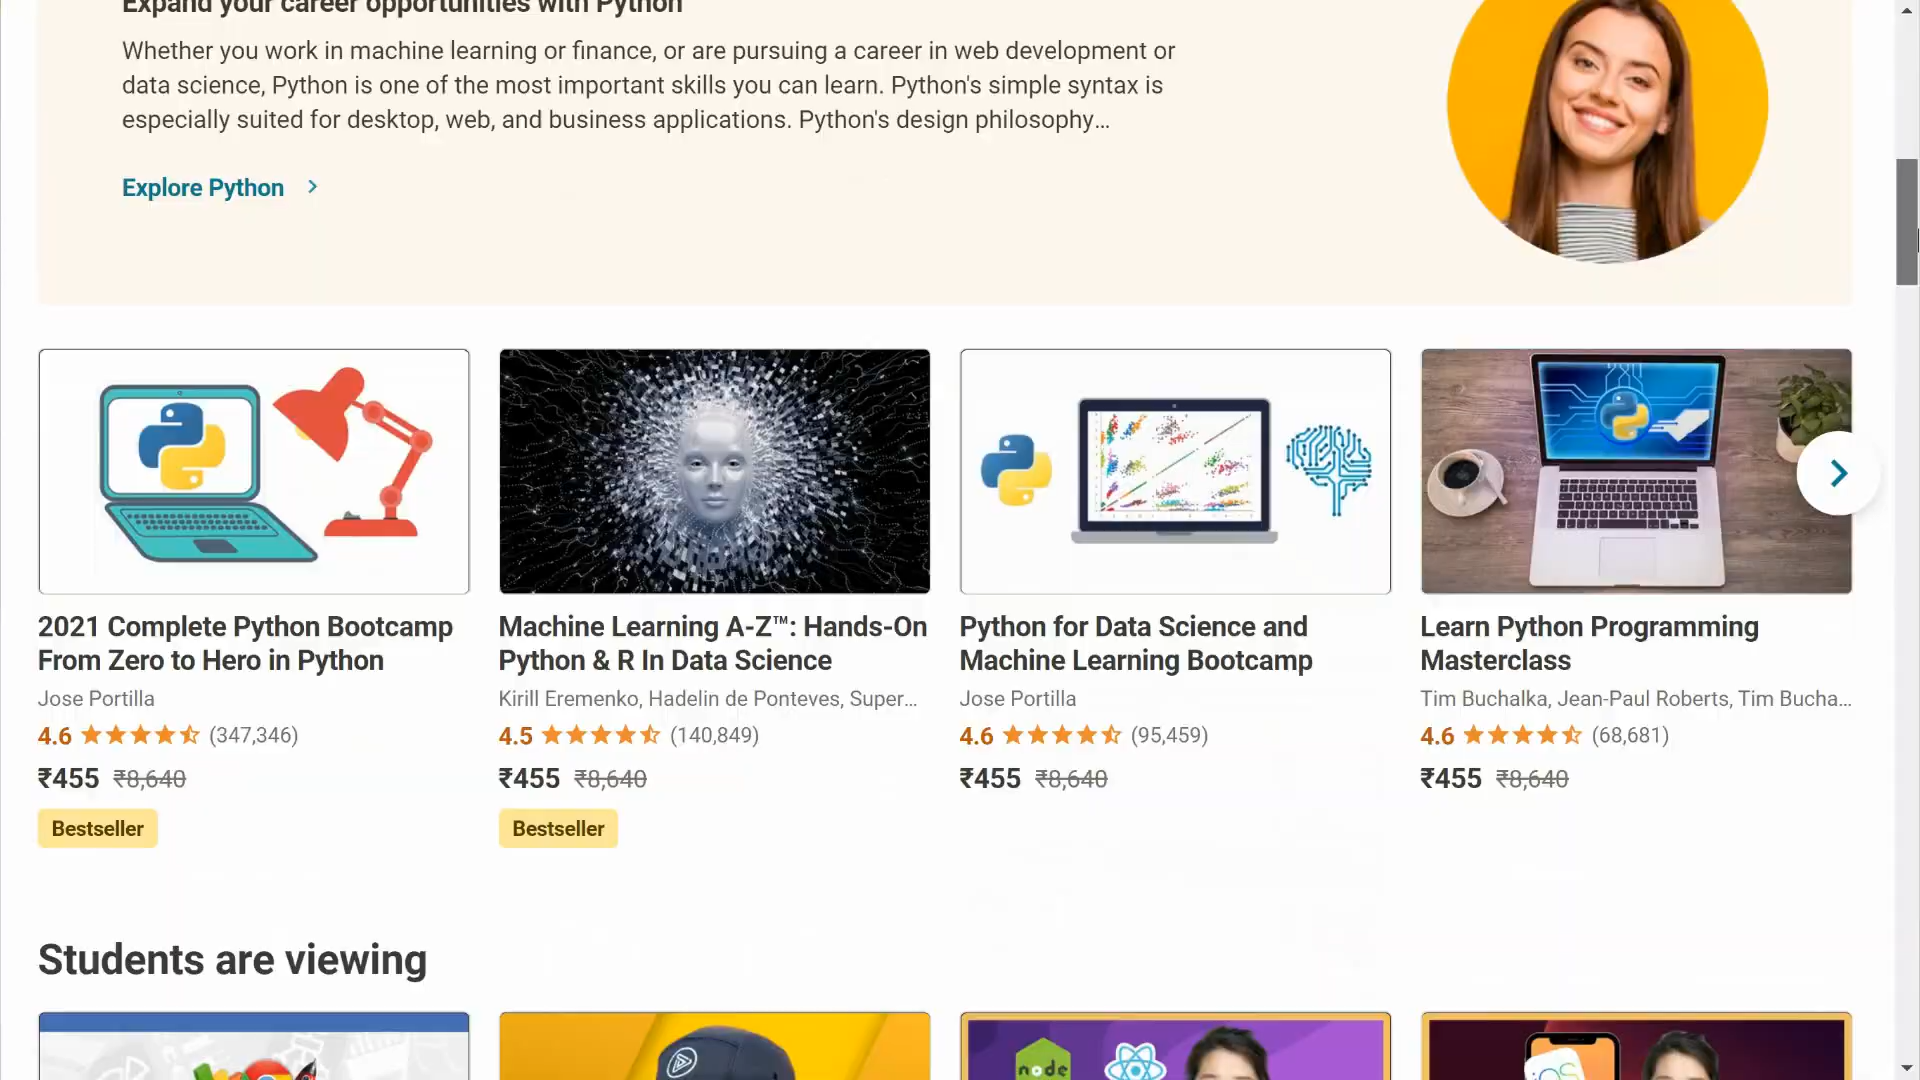 Expand your career opportunities with Python
Whether you work in machine learning or finance, or are pursuing a career in web development or
data science, Python is one of the most important skills you can learn. Python's simple syntax is
especially suited for desktop, web, and business applications. Python's design philosophy…
Explore Python
2021 Complete Python Bootcamp
From Zero to Hero in Python
Jose Portilla
4.6 (347,346)
₹455 ₹8,640
Bestseller
Machine Learning A-Z™: Hands-On
Python & R In Data Science
Kirill Eremenko, Hadelin de Ponteves, Super…
4.5 (140,849)
₹455 ₹8,640
Bestseller
Python for Data Science and
Machine Learning Bootcamp
Jose Portilla
4.6 (95,459)
₹455 ₹8,640
Learn Python Programming
Masterclass
Tim Buchalka, Jean-Paul Roberts, Tim Bucha…
4.6 (68,681)
₹455 ₹8,640
Students are viewing
node
iOS